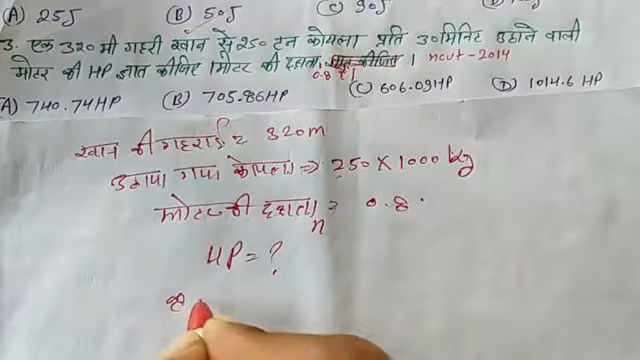 (A) 25J (B) 50J (C) 90J
3. एक 320 मी गहरी खान से 250 टन कोयला प्रति 30 मिनिट उठाने वाली
मोटर की HP ज्ञात कीजिए । मोटर की दक्षता 0.8 है । ज्ञात कीजिए । ncvt-2014
(A) 740.74HP (B) 705.86HP (C) 606.09HP (D) 1014.6 HP
खान की गहराई = 320m
उठाया गया कोयला => 250 X 1000 kg
मोटर की दक्षता n = 0.8.
HP = ?